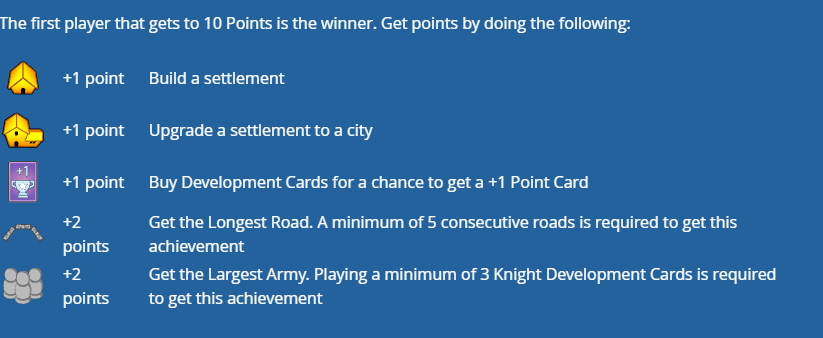 The first player that gets to 10 Points is the winner. Get points by doing the following:
+1 point Build a settlement
+1 point Upgrade a settlement to a city
+1
+1 point Buy Development Cards for a chance to get a +1 Point Card
+2 points Get the Longest Road. A minimum of 5 consecutive roads is required to get this
achievement
+2 points Get the Largest Army. Playing a minimum of 3 Knight Development Cards is required
to get this achievement